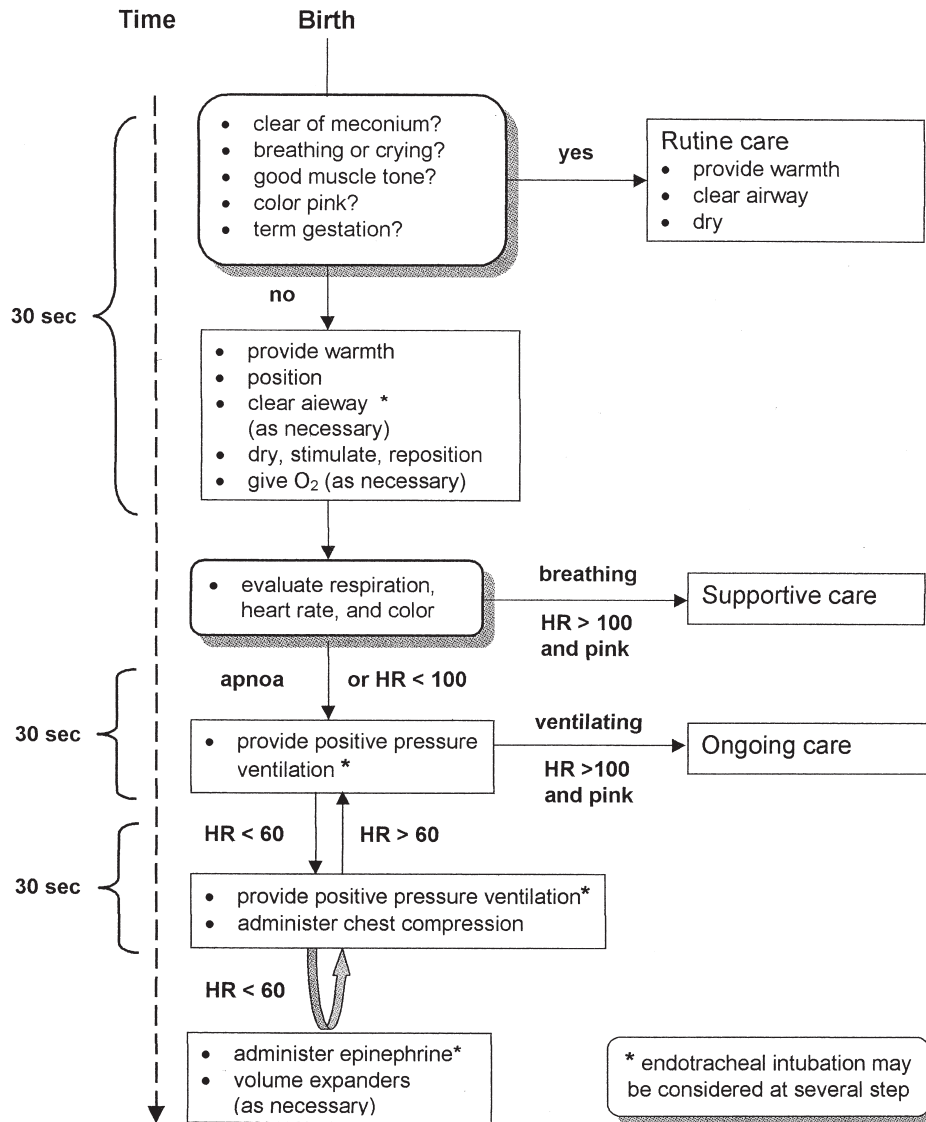 Time
Birth
• clear of meconium?
• breathing or crying?
• good muscle tone?
• color pink?
• term gestation?
yes
Rutine care
• provide warmth
• clear airway
• dry
30 sec
no
• provide warmth
• position
• clear aieway *
(as necessary)
• dry, stimulate, reposition
• give O₂ (as necessary)
• evaluate respiration,
heart rate, and color
breathing
HR > 100
and pink
Supportive care
apnoa
or HR < 100
30 sec
• provide positive pressure
ventilation *
ventilating
HR >100
and pink
Ongoing care
HR < 60
HR > 60
30 sec
• provide positive pressure ventilation*
• administer chest compression
HR < 60
• administer epinephrine*
• volume expanders
(as necessary)
* endotracheal intubation may
be considered at several step